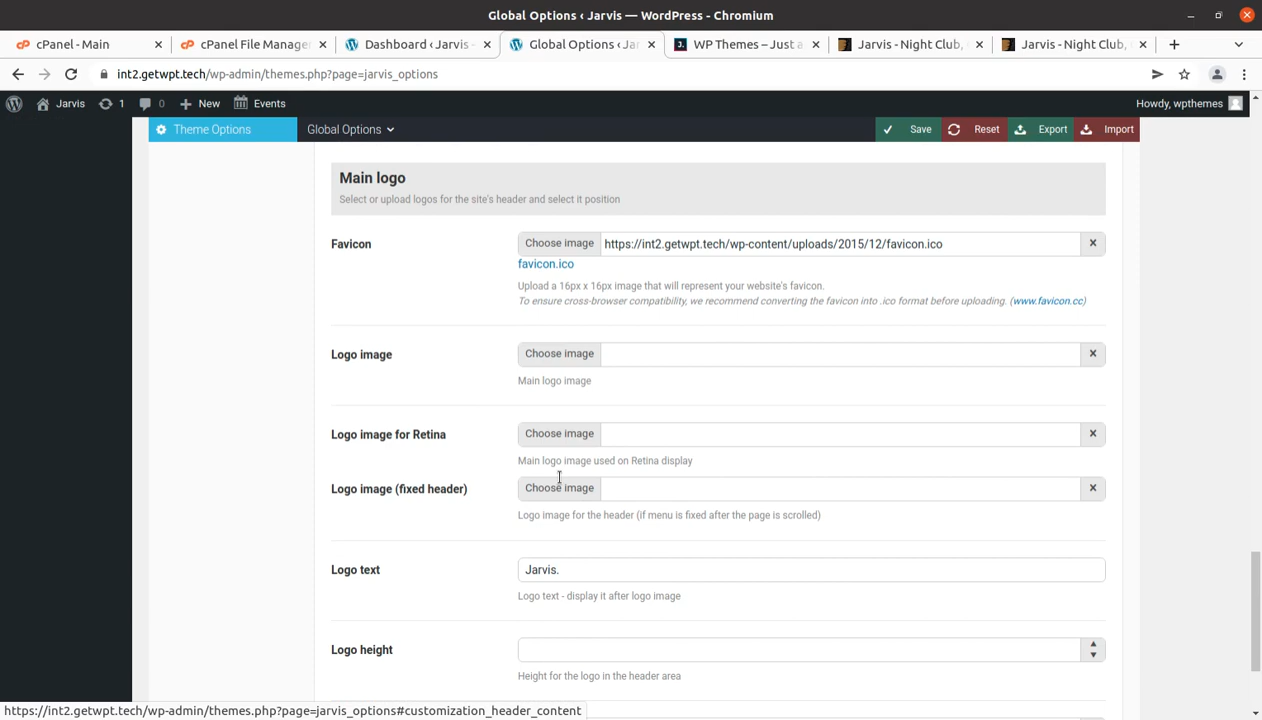 Global Options ‹ Jarvis — WordPress - Chromium
cPanel - Main
cPanel File Manage
Dashboard ‹ Jarvis -
Global Options ‹ Jar
WP Themes – Just a
Jarvis - Night Club,
Jarvis - Night Club,
int2.getwpt.tech/wp-admin/themes.php?page=jarvis_options
Jarvis 1 0 New Events Howdy, wpthemes
Theme Options Global Options Save Reset Export Import
Main logo
Select or upload logos for the site's header and select it position
Favicon Choose image https://int2.getwpt.tech/wp-content/uploads/2015/12/favicon.ico
favicon.ico
Upload a 16px x 16px image that will represent your website's favicon.
To ensure cross-browser compatibility, we recommend converting the favicon into .ico format before uploading. (www.favicon.cc)
Logo image Choose image
Main logo image
Logo image for Retina Choose image
Main logo image used on Retina display
Logo image (fixed header) Choose image
Logo image for the header (if menu is fixed after the page is scrolled)
Logo text Jarvis.
Logo text - display it after logo image
Logo height
Height for the logo in the header area
https://int2.getwpt.tech/wp-admin/themes.php?page=jarvis_options#customization_header_content